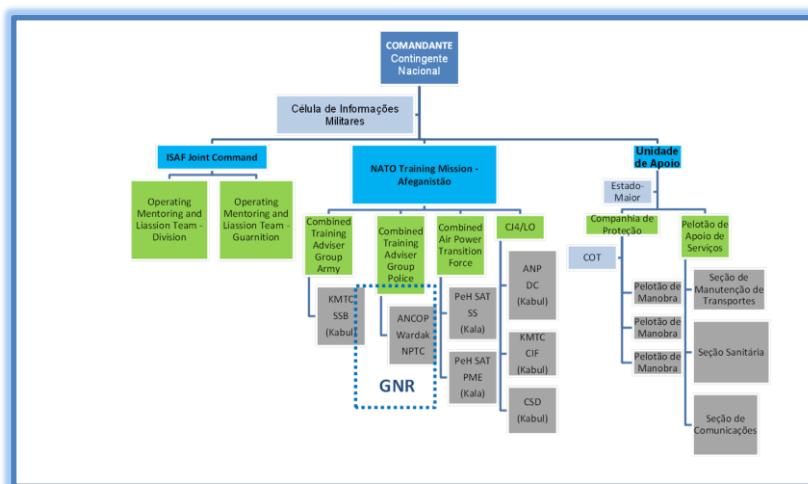 COMANDANTE
Contingente
Nacional
Célula de Informações
Militares
ISAF Joint Command
NATO Training Mission -
Afeganistão
Unidade
de Apoio
Estado-
Maior
Operating
Mentoring and
Liassion Team -
Division
Operating
Mentoring and
Liassion Team -
Guarnition
Combined
Training
Adviser
Group
Army
Combined
Training
Adviser
Group
Police
Combined
Air Power
Transition
Force
CJ4/LO
Companhia de
Proteção
Pelotão de
Apoio de
Serviços
KMTC
SSB
(Kabul)
ANCOP
Wardak
NPTC
GNR
PeH SAT
SS
(Kala)
PeH SAT
PME
(Kala)
ANP
DC
(Kabul)
KMTC
CIF
(Kabul)
CSD
(Kabul)
COT
Pelotão de
Manobra
Pelotão de
Manobra
Pelotão de
Manobra
Seção de
Manutenção de
Transportes
Seção Sanitária
Seção de
Comunicações